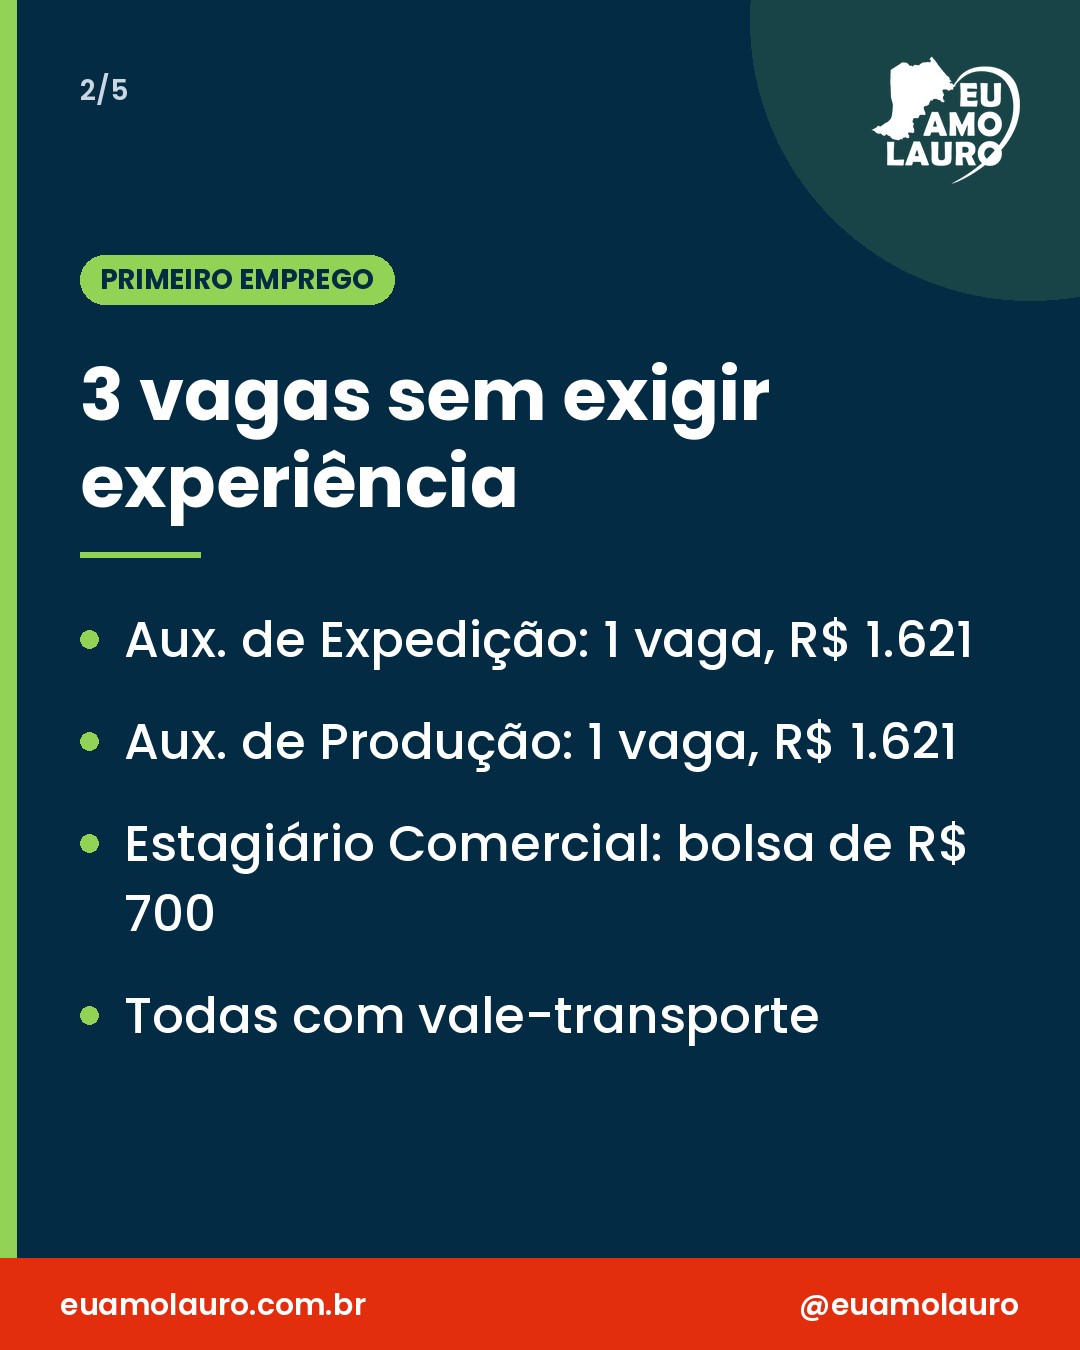 2/5
EU
AMO
LAURO
PRIMEIRO EMPREGO
3 vagas sem exigir
experiência
Aux. de Expedição: 1 vaga, R$ 1.621
Aux. de Produção: 1 vaga, R$ 1.621
Estagiário Comercial: bolsa de R$
700
Todas com vale-transporte
euamolauro.com.br
@euamolauro